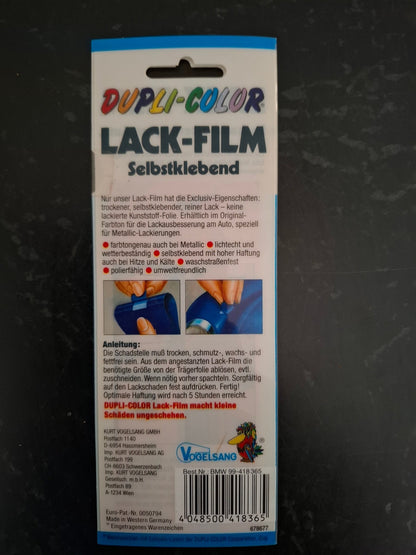 DUPLI-COLOR®
LACK-FILM
Selbstklebend
Nur unser Lack-Film hat die Exclusiv-Eigenschaften:
trockener, selbstklebender, reiner Lack – keine
lackierte Kunststoff-Folie. Erhältlich im Original-
Farbton für die Lackausbesserung am Auto, speziell
für Metallic-Lackierungen.
● farbtongenau auch bei Metallic ● lichtecht und
wetterbeständig ● selbstklebend mit hoher Haftung
auch bei Hitze und Kälte ● waschstraßenfest
● polierfähig ● umweltfreundlich
Anleitung:
Die Schadstelle muß trocken, schmutz-, wachs- und
fettfrei sein. Aus dem angestanzten Lack-Film die
benötigte Größe von der Trägerfolie ablösen, evtl.
zuschneiden. Wenn nötig vorher spachteln. Sorgfältig
auf den Lackschaden fest aufdrücken. Fertig!
Optimale Haftung wird nach 5 Stunden erreicht.
DUPLI-COLOR Lack-Film macht kleine
Schäden ungeschehen.
KURT VOGELSANG GMBH
Postfach 1140
D-6954 Hassmersheim
Imp. KURT VOGELSANG AG
Postfach 199
CH-8603 Schwerzenbach
Imp. KURT VOGELSANG
Gesellsch. m.b.H.
Postfach 89
A-1234 Wien
VOGELSANG
Best.Nr.: BMW 99-418365
4 048500 418365
Euro-Pat.-Nr. 0050794
Made in Western Germany
® Eingetragenes Warenzeichen
678677